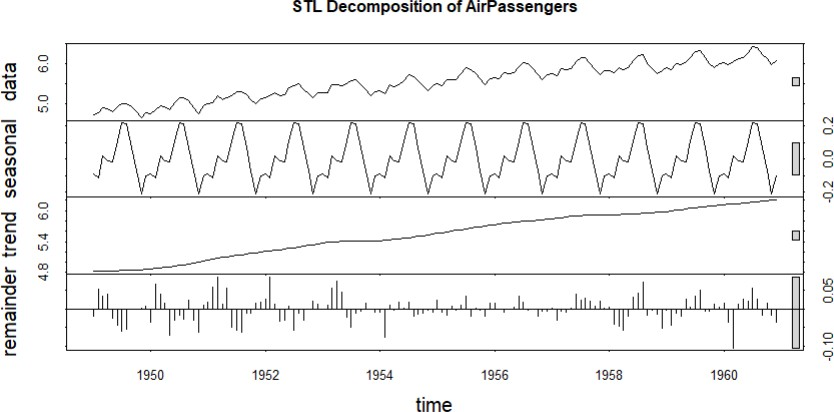 STL Decomposition of AirPassengers
data
5.0 6.0
seasonal
-0.2 0.0 0.2
trend
4.8 5.4 6.0
remainder
-0.10 0.05
1950 1952 1954 1956 1958 1960
time